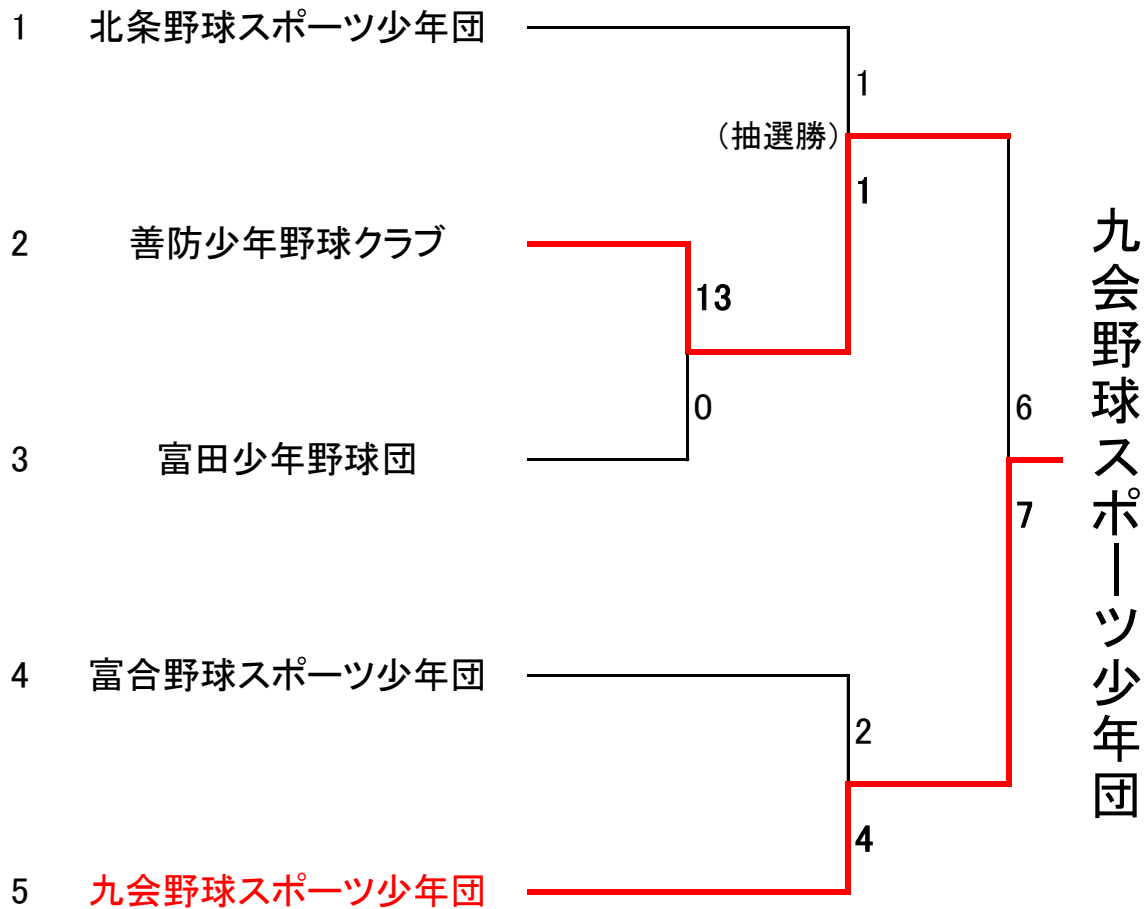 1 北条野球スポーツ少年団
1
(抽選勝)
1
2 善防少年野球クラブ
13
0
6
3 富田少年野球団
7
4 富合野球スポーツ少年団
2
4
5 九会野球スポーツ少年団
九会野球スポーツ少年団